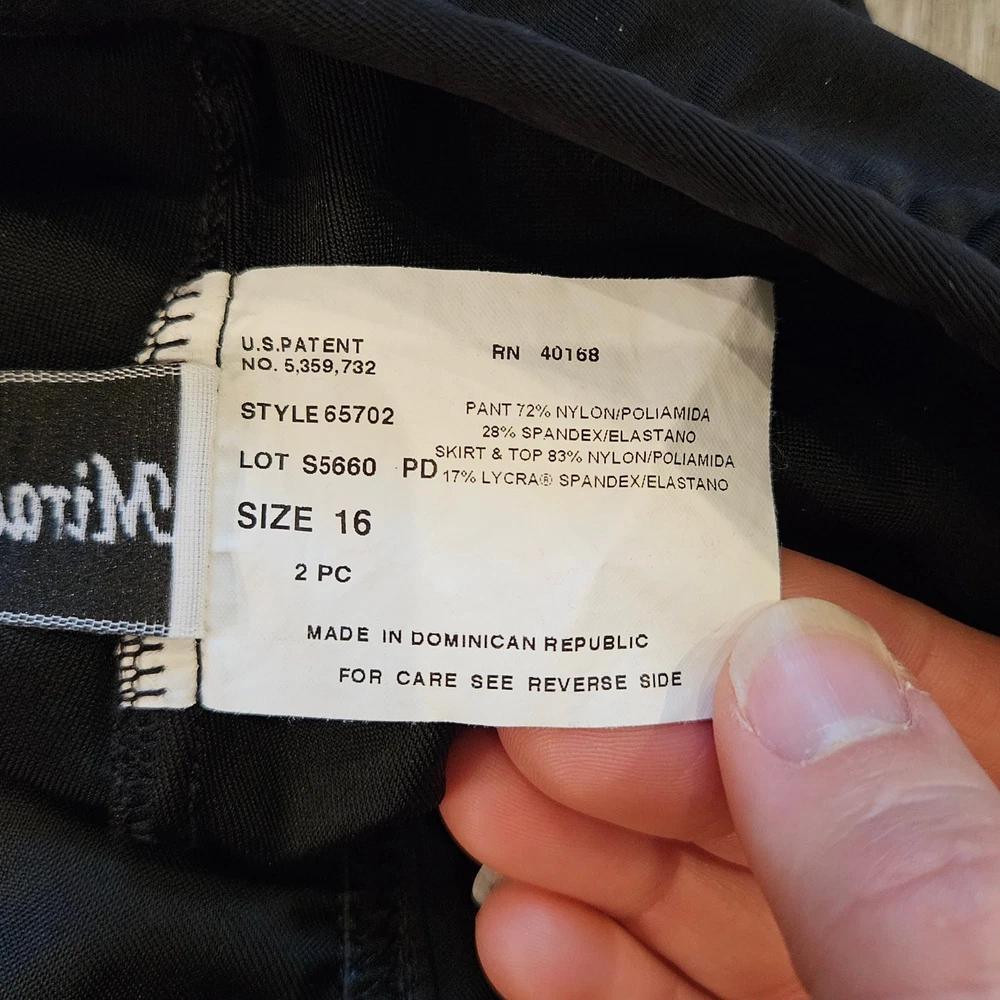 U.S.PATENT
NO. 5,359,732
RN 40168
STYLE 65702
LOT S5660 PD
SIZE 16
2 PC
PANT 72% NYLON/POLIAMIDA
28% SPANDEX/ELASTANO
SKIRT & TOP 83% NYLON/POLIAMIDA
17% LYCRA® SPANDEX/ELASTANO
MADE IN DOMINICAN REPUBLIC
FOR CARE SEE REVERSE SIDE